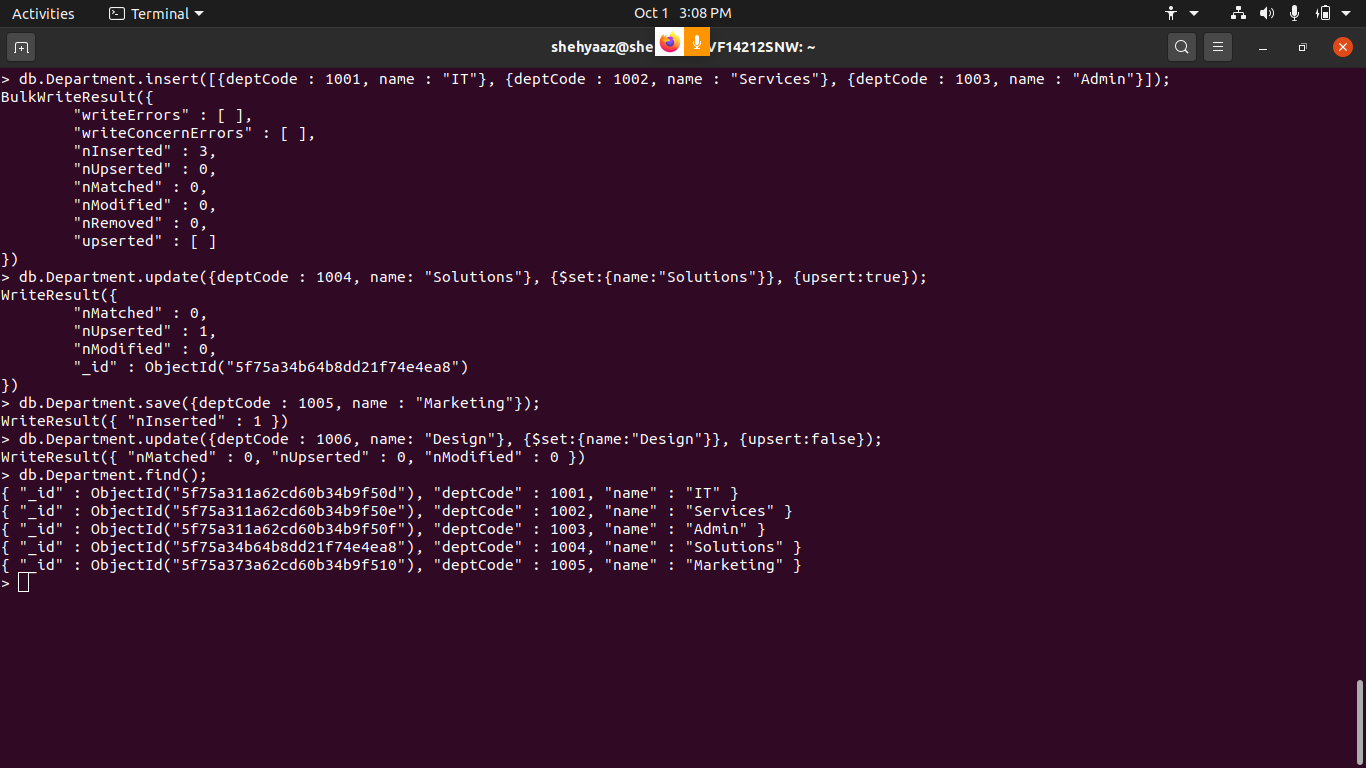 Activities Terminal Oct 1 3:08 PM
shehyaaz@she VF14212SNW: ~
> db.Department.insert([{deptCode : 1001, name : "IT"}, {deptCode : 1002, name : "Services"}, {deptCode : 1003, name : "Admin"}]);
BulkWriteResult({
        "writeErrors" : [ ],
        "writeConcernErrors" : [ ],
        "nInserted" : 3,
        "nUpserted" : 0,
        "nMatched" : 0,
        "nModified" : 0,
        "nRemoved" : 0,
        "upserted" : [ ]
})
> db.Department.update({deptCode : 1004, name: "Solutions"}, {$set:{name:"Solutions"}}, {upsert:true});
WriteResult({
        "nMatched" : 0,
        "nUpserted" : 1,
        "nModified" : 0,
        "_id" : ObjectId("5f75a34b64b8dd21f74e4ea8")
})
> db.Department.save({deptCode : 1005, name : "Marketing"});
WriteResult({ "nInserted" : 1 })
> db.Department.update({deptCode : 1006, name: "Design"}, {$set:{name:"Design"}}, {upsert:false});
WriteResult({ "nMatched" : 0, "nUpserted" : 0, "nModified" : 0 })
> db.Department.find();
{ "_id" : ObjectId("5f75a311a62cd60b34b9f50d"), "deptCode" : 1001, "name" : "IT" }
{ "_id" : ObjectId("5f75a311a62cd60b34b9f50e"), "deptCode" : 1002, "name" : "Services" }
{ "_id" : ObjectId("5f75a311a62cd60b34b9f50f"), "deptCode" : 1003, "name" : "Admin" }
{ "_id" : ObjectId("5f75a34b64b8dd21f74e4ea8"), "deptCode" : 1004, "name" : "Solutions" }
{ "_id" : ObjectId("5f75a373a62cd60b34b9f510"), "deptCode" : 1005, "name" : "Marketing" }
>